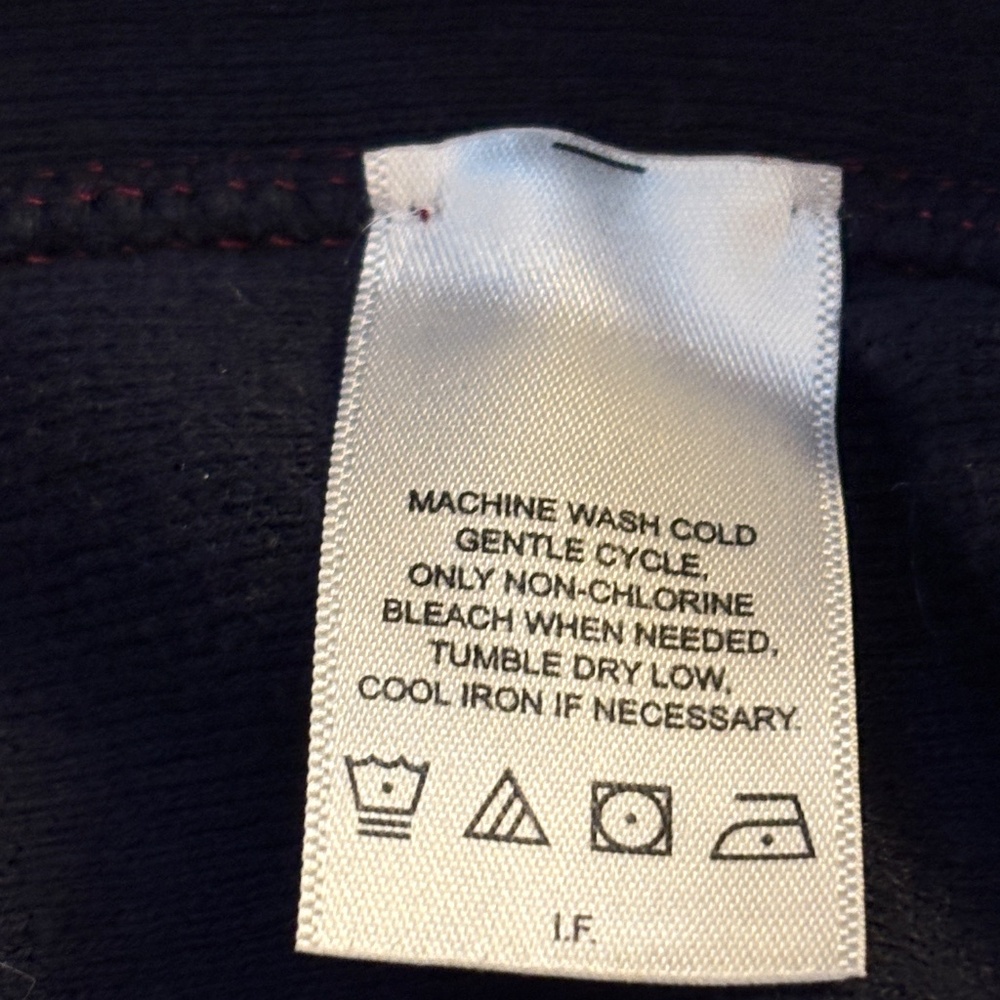 MACHINE WASH COLD
GENTLE CYCLE,
ONLY NON-CHLORINE
BLEACH WHEN NEEDED,
TUMBLE DRY LOW,
COOL IRON IF NECESSARY.
I.F.